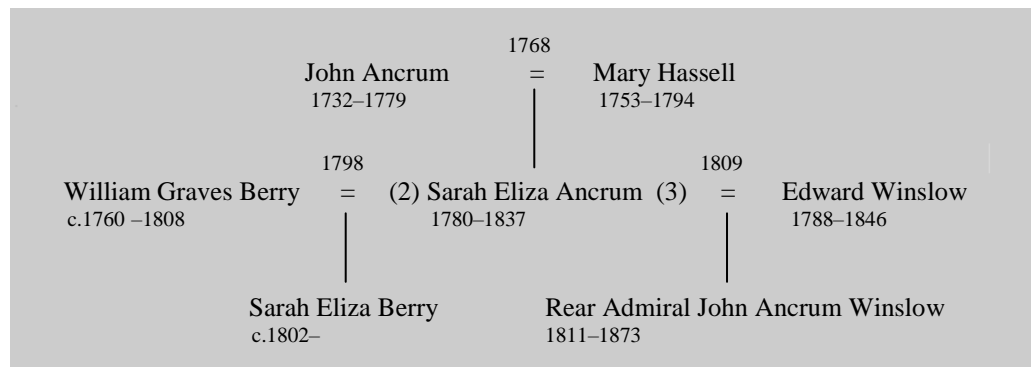 1768
John Ancrum = Mary Hassell
1732–1779 1753–1794
1798 1809
William Graves Berry = (2) Sarah Eliza Ancrum (3) = Edward Winslow
c.1760 –1808 1780–1837 1788–1846
Sarah Eliza Berry Rear Admiral John Ancrum Winslow
c.1802– 1811–1873